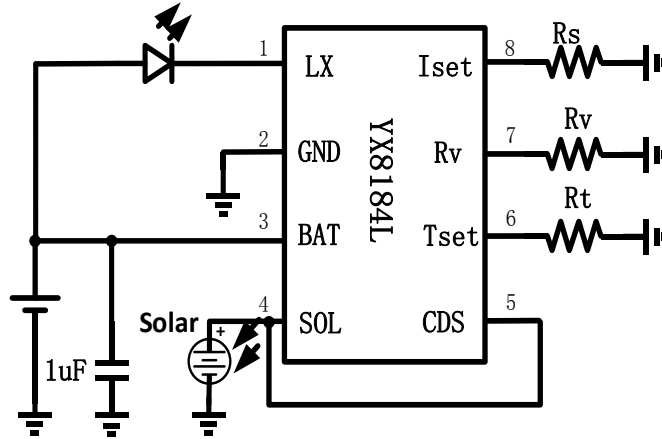 1
LX
Iset
8
Rs
2
GND
YX8184L
Rv
7
Rv
3
BAT
Tset
6
Rt
Solar
+
4
SOL
CDS
5
1uF